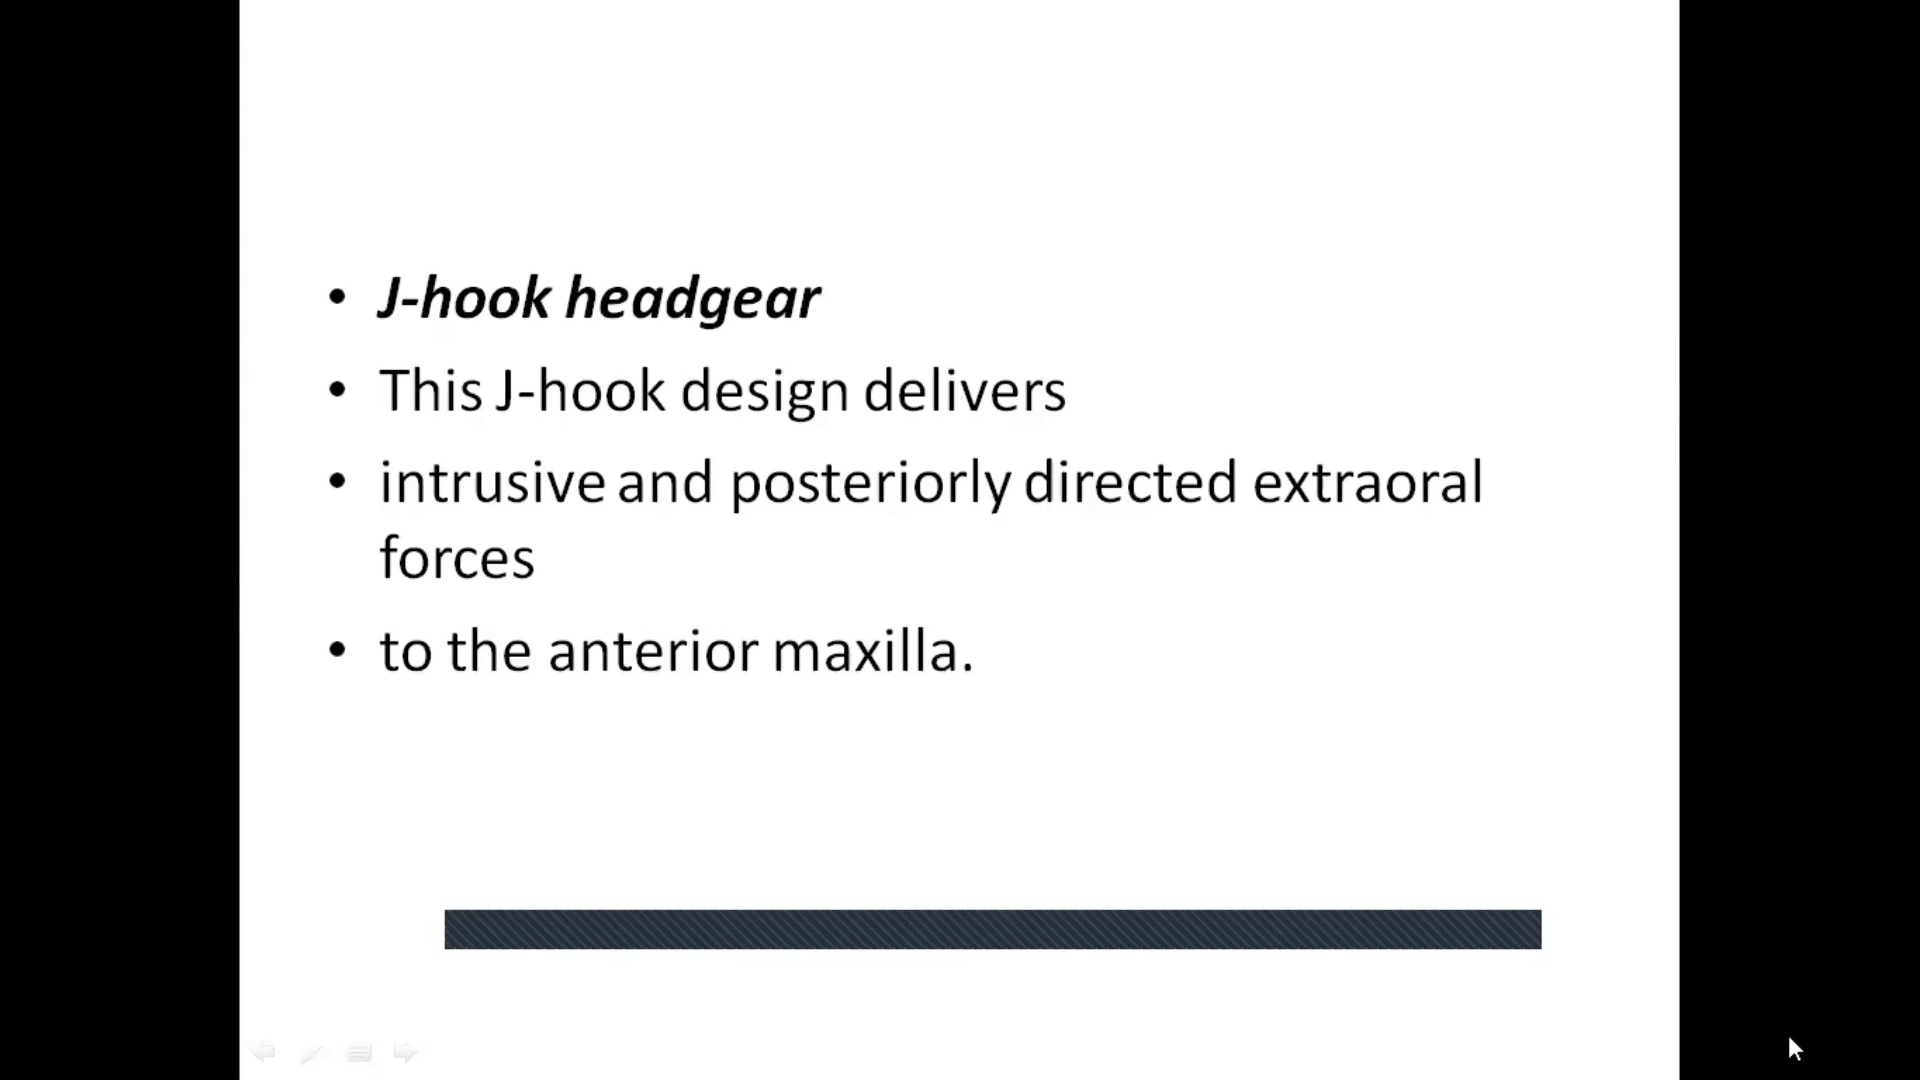 • J-hook headgear
• This J-hook design delivers
• intrusive and posteriorly directed extraoral
forces
• to the anterior maxilla.